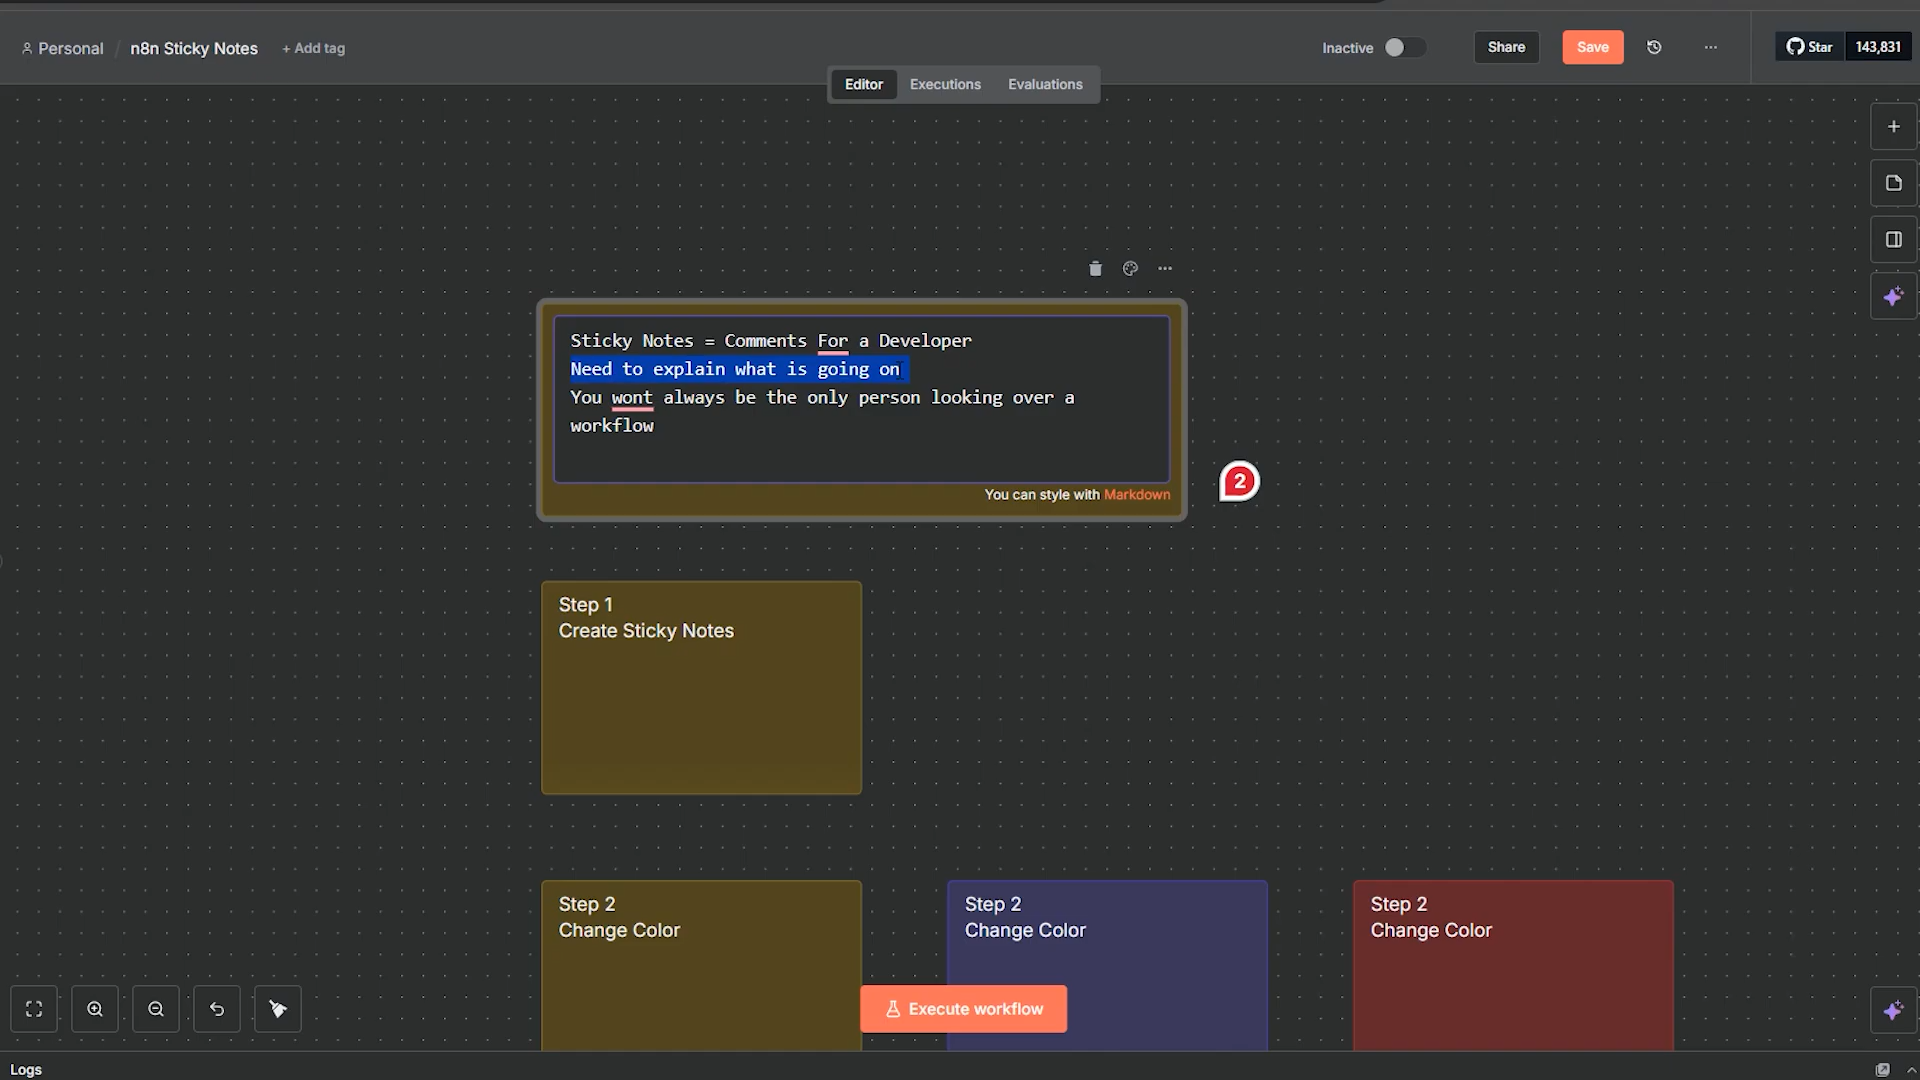 Personal / n8n Sticky Notes + Add tag
Inactive
Share
Save
Star 143,831
Editor Executions Evaluations
Sticky Notes = Comments For a Developer
Need to explain what is going on
You wont always be the only person looking over a
workflow
You can style with Markdown
2
Step 1
Create Sticky Notes
Step 2
Change Color
Step 2
Change Color
Step 2
Change Color
Execute workflow
Logs